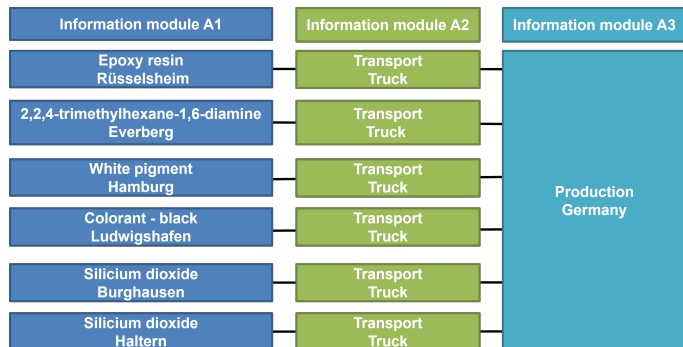 Information module A1
Information module A2
Information module A3
Epoxy resin
Rüsselsheim
Transport
Truck
2,2,4-trimethylhexane-1,6-diamine
Everberg
Transport
Truck
White pigment
Hamburg
Transport
Truck
Production
Germany
Colorant - black
Ludwigshafen
Transport
Truck
Silicium dioxide
Burghausen
Transport
Truck
Silicium dioxide
Haltern
Transport
Truck